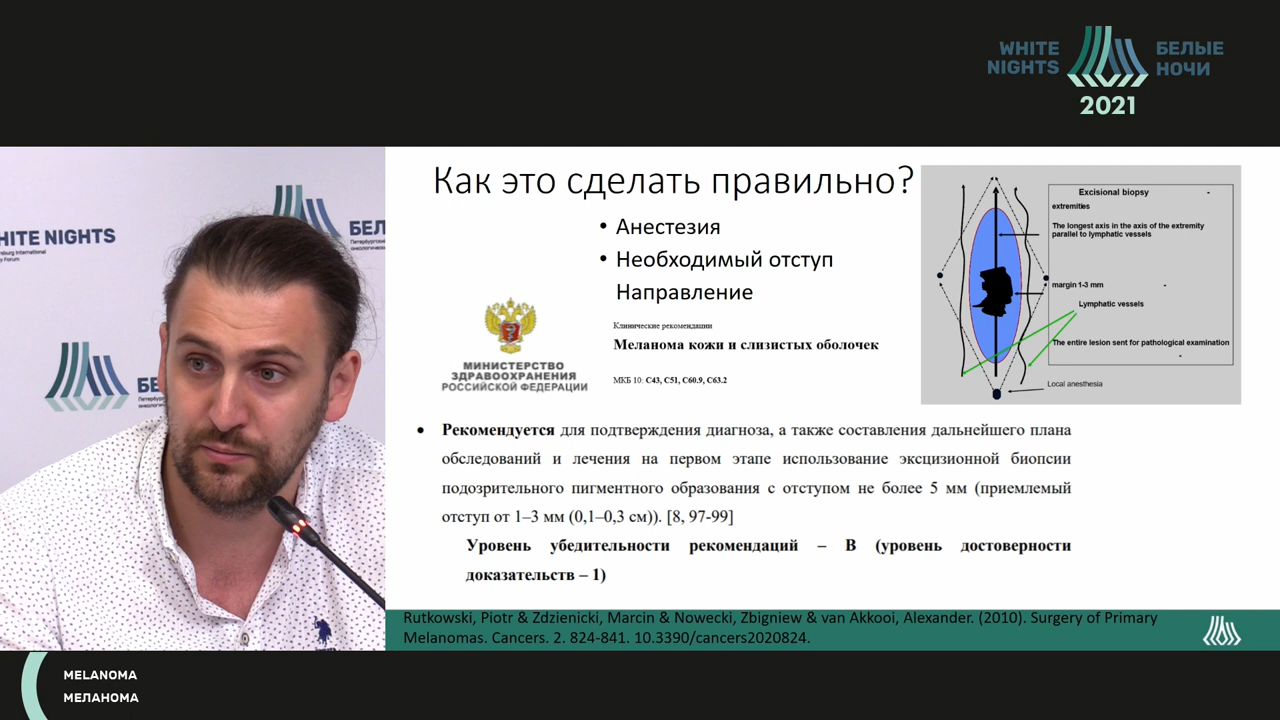 WHITE NIGHTS
БЕЛЫЕ НОЧИ
2021
HITE NIGHTS
БЕЛ
Как это сделать правильно?
• Анестезия
• Необходимый отступ
Направление
МИНИСТЕРСТВО
ЗДРАВООХРАНЕНИЯ
РОССИЙСКОЙ ФЕДЕРАЦИИ
Клинические рекомендации
Меланома кожи и слизистых оболочек
МКБ 10: C43, C51, C60.9, C63.2
Excisional biopsy
extremities
The longest axis in the axis of the extremity
parallel to lymphatic vessels
margin 1-3 mm
Lymphatic vessels
The entire lesion sent for pathological examination
Local anesthesia
• Рекомендуется для подтверждения диагноза, а также составления дальнейшего плана
обследований и лечения на первом этапе использование эксцизионной биопсии
подозрительного пигментного образования с отступом не более 5 мм (приемлемый
отступ от 1–3 мм (0,1–0,3 см)). [8, 97-99]
Уровень убедительности рекомендаций – В (уровень достоверности
доказательств – 1)
Rutkowski, Piotr & Zdzienicki, Marcin & Nowecki, Zbigniew & van Akkooi, Alexander. (2010). Surgery of Primary
Melanomas. Cancers. 2. 824-841. 10.3390/cancers2020824.
MELANOMA
МЕЛАНОМА